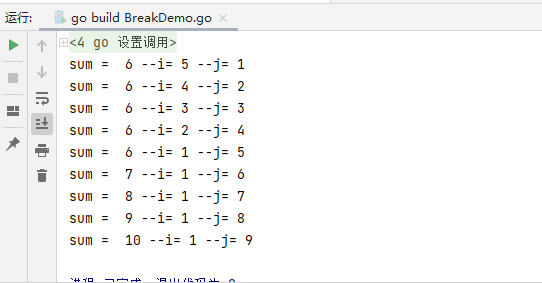 运行: go build BreakDemo.go ×
<4 go 设置调用>
sum =  6 --i= 5 --j= 1
sum =  6 --i= 4 --j= 2
sum =  6 --i= 3 --j= 3
sum =  6 --i= 2 --j= 4
sum =  6 --i= 1 --j= 5
sum =  7 --i= 1 --j= 6
sum =  8 --i= 1 --j= 7
sum =  9 --i= 1 --j= 8
sum =  10 --i= 1 --j= 9